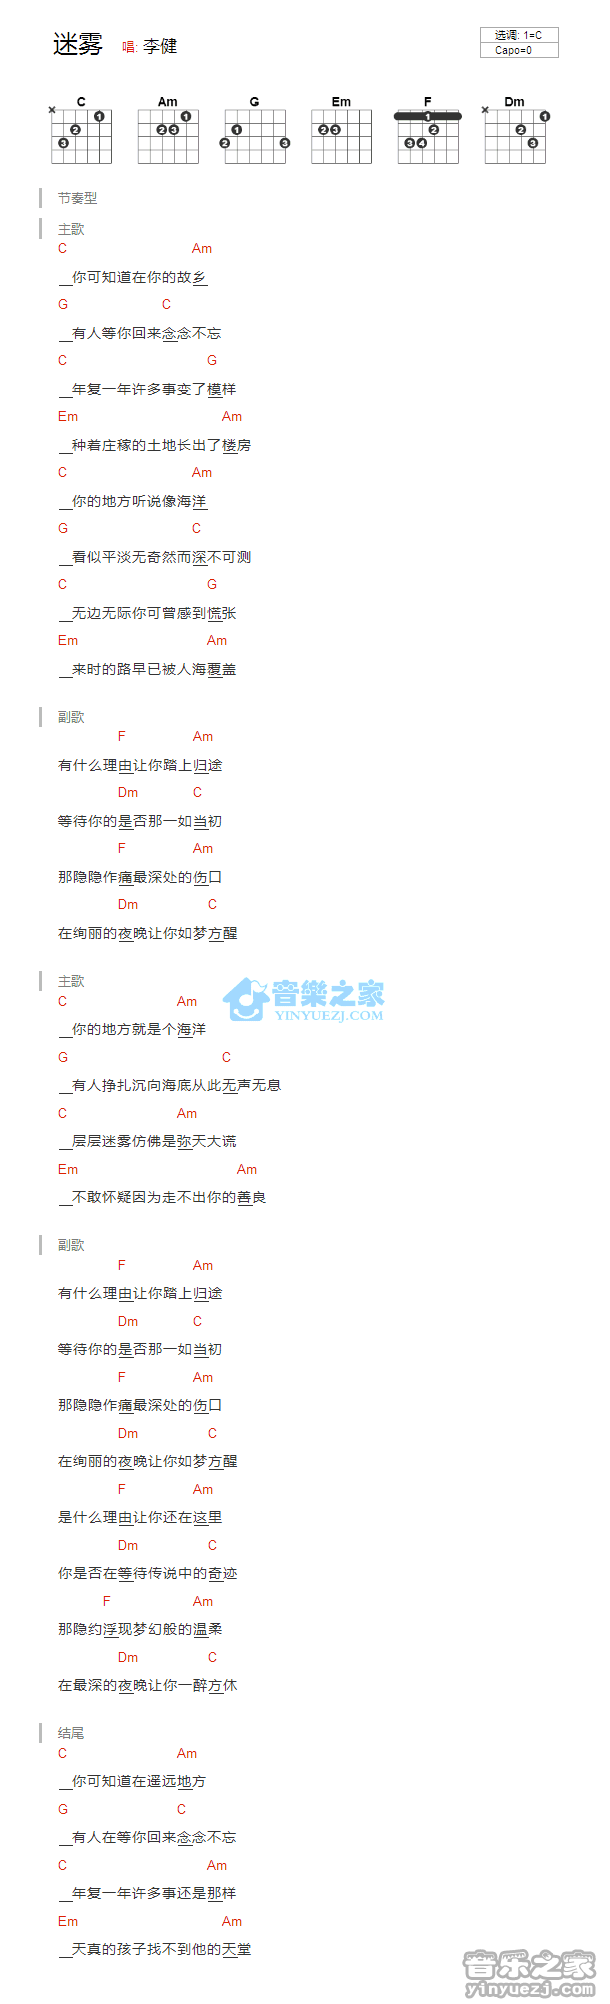 迷雾 唱: 李健
选调: 1=C
Capo=0
C Am G Em F Dm
节奏型
主歌
C Am
__你可知道在你的故乡
G C
__有人等你回来念念不忘
C G
__年复一年许多事变了模样
Em Am
__种着庄稼的土地长出了楼房
C Am
__你的地方听说像海洋
G C
__看似平淡无奇然而深不可测
C G
__无边无际你可曾感到慌张
Em Am
__来时的路早已被人海覆盖
副歌
F Am
有什么理由让你踏上归途
Dm C
等待你的是否那一如当初
F Am
那隐隐作痛最深处的伤口
Dm C
在绚丽的夜晚让你如梦方醒
主歌
音樂之家
YINYUEZJ.COM
C Am
__你的地方就是个海洋
G C
__有人挣扎沉向海底从此无声无息
C Am
__层层迷雾仿佛是弥天大谎
Em Am
__不敢怀疑因为走不出你的善良
副歌
F Am
有什么理由让你踏上归途
Dm C
等待你的是否那一如当初
F Am
那隐隐作痛最深处的伤口
Dm C
在绚丽的夜晚让你如梦方醒
F Am
是什么理由让你还在这里
Dm C
你是否在等待传说中的奇迹
F Am
那隐约浮现梦幻般的温柔
Dm C
在最深的夜晚让你一醉方休
结尾
C Am
__你可知道在遥远地方
G C
__有人在等你回来念念不忘
C Am
__年复一年许多事还是那样
Em Am
__天真的孩子找不到他的天堂
音乐之家
yinyuezj.com